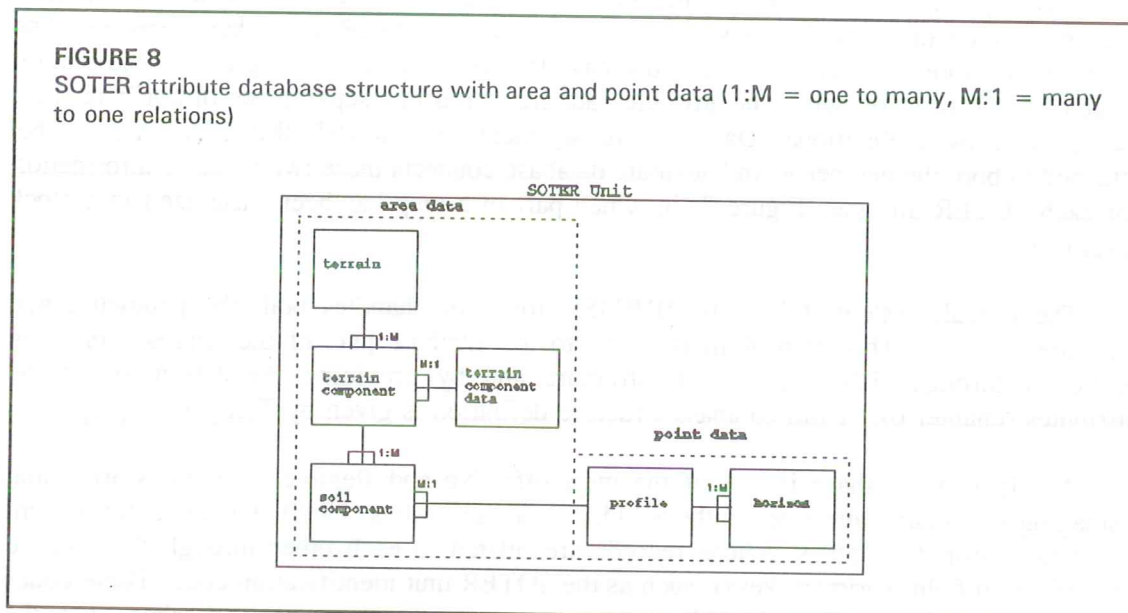 FIGURE 8
SOTER attribute database structure with area and point data (1:M = one to many, M:1 = many
to one relations)
SOTER Unit
area data
terrain
1:M
terrain
component
M:1
terrain
component
data
1:M
soil
component
M:1
point data
profile
1:M
horizon